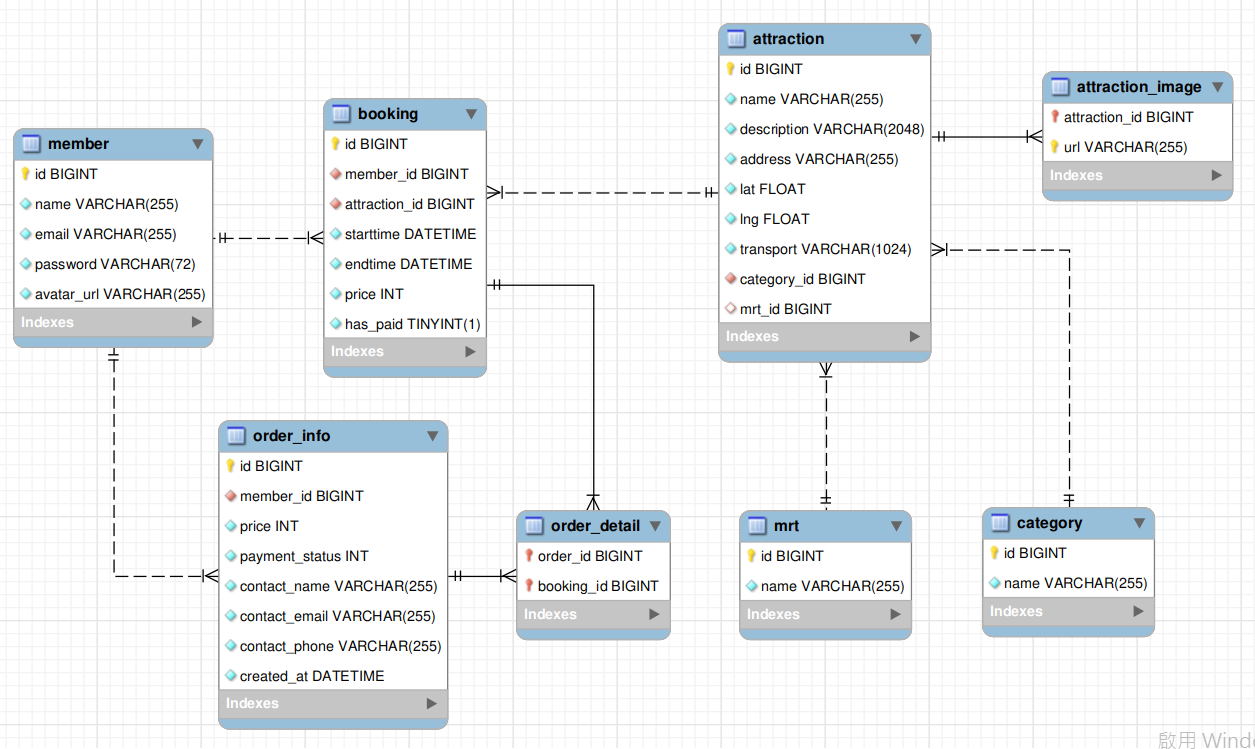 member
id BIGINT
name VARCHAR(255)
email VARCHAR(255)
password VARCHAR(72)
avatar_url VARCHAR(255)
Indexes
booking
id BIGINT
member_id BIGINT
attraction_id BIGINT
starttime DATETIME
endtime DATETIME
price INT
has_paid TINYINT(1)
Indexes
attraction
id BIGINT
name VARCHAR(255)
description VARCHAR(2048)
address VARCHAR(255)
lat FLOAT
lng FLOAT
transport VARCHAR(1024)
category_id BIGINT
mrt_id BIGINT
Indexes
attraction_image
attraction_id BIGINT
url VARCHAR(255)
Indexes
order_info
id BIGINT
member_id BIGINT
price INT
payment_status INT
contact_name VARCHAR(255)
contact_email VARCHAR(255)
contact_phone VARCHAR(255)
created_at DATETIME
Indexes
order_detail
order_id BIGINT
booking_id BIGINT
Indexes
mrt
id BIGINT
name VARCHAR(255)
Indexes
category
id BIGINT
name VARCHAR(255)
Indexes
啟用 Windo